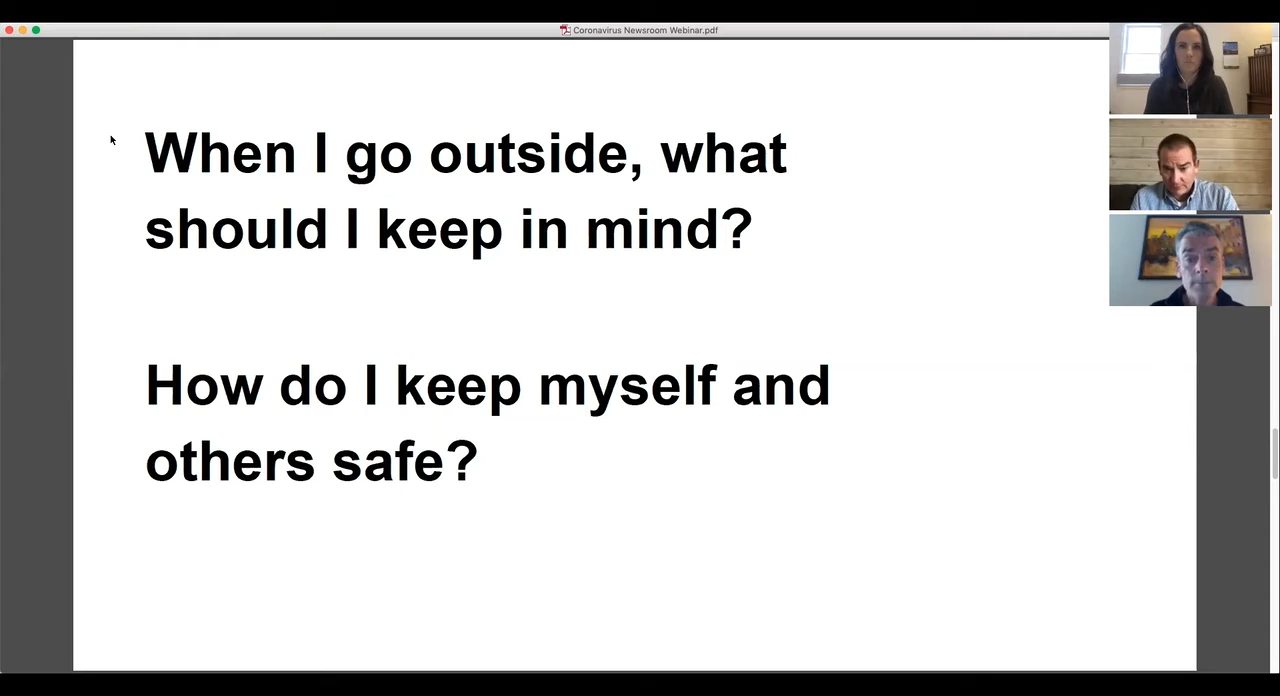 Coronavirus Newsroom Webinar.pdf
When I go outside, what
should I keep in mind?
How do I keep myself and
others safe?